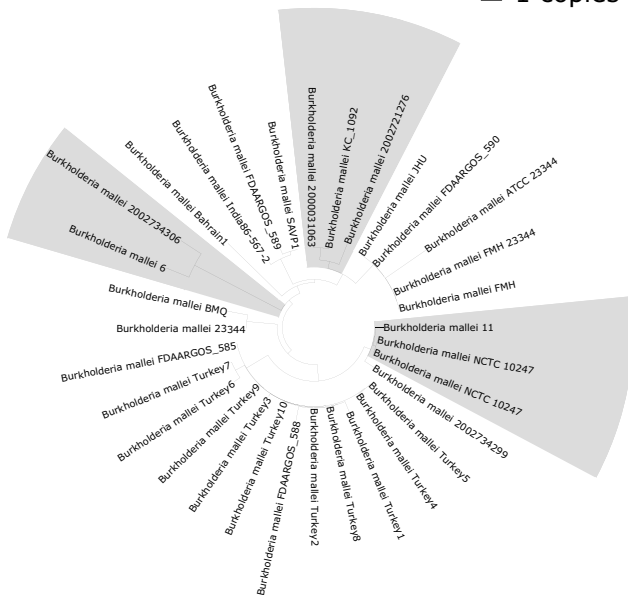 1 copies
Burkholderia mallei 2000031063
Burkholderia mallei KC_1092
Burkholderia mallei 2002721276
Burkholderia mallei JHU
Burkholderia mallei FDAARGOS_590
Burkholderia mallei ATCC 23344
Burkholderia mallei FMH 23344
Burkholderia mallei FMH
Burkholderia mallei 11
Burkholderia mallei NCTC 10247
Burkholderia mallei NCTC 10247
Burkholderia mallei 2002734299
Burkholderia mallei Turkey5
Burkholderia mallei Turkey4
Burkholderia mallei Turkey1
Burkholderia mallei Turkey8
Burkholderia mallei Turkey2
Burkholderia mallei FDAARGOS_588
Burkholderia mallei Turkey10
Burkholderia mallei Turkey3
Burkholderia mallei Turkey9
Burkholderia mallei Turkey6
Burkholderia mallei Turkey7
Burkholderia mallei FDAARGOS_585
Burkholderia mallei 23344
Burkholderia mallei BMQ
Burkholderia mallei 6
Burkholderia mallei 2002734306
Burkholderia mallei Bahrain1
Burkholderia mallei India86-567-2
Burkholderia mallei FDAARGOS_589
Burkholderia mallei SAVP1